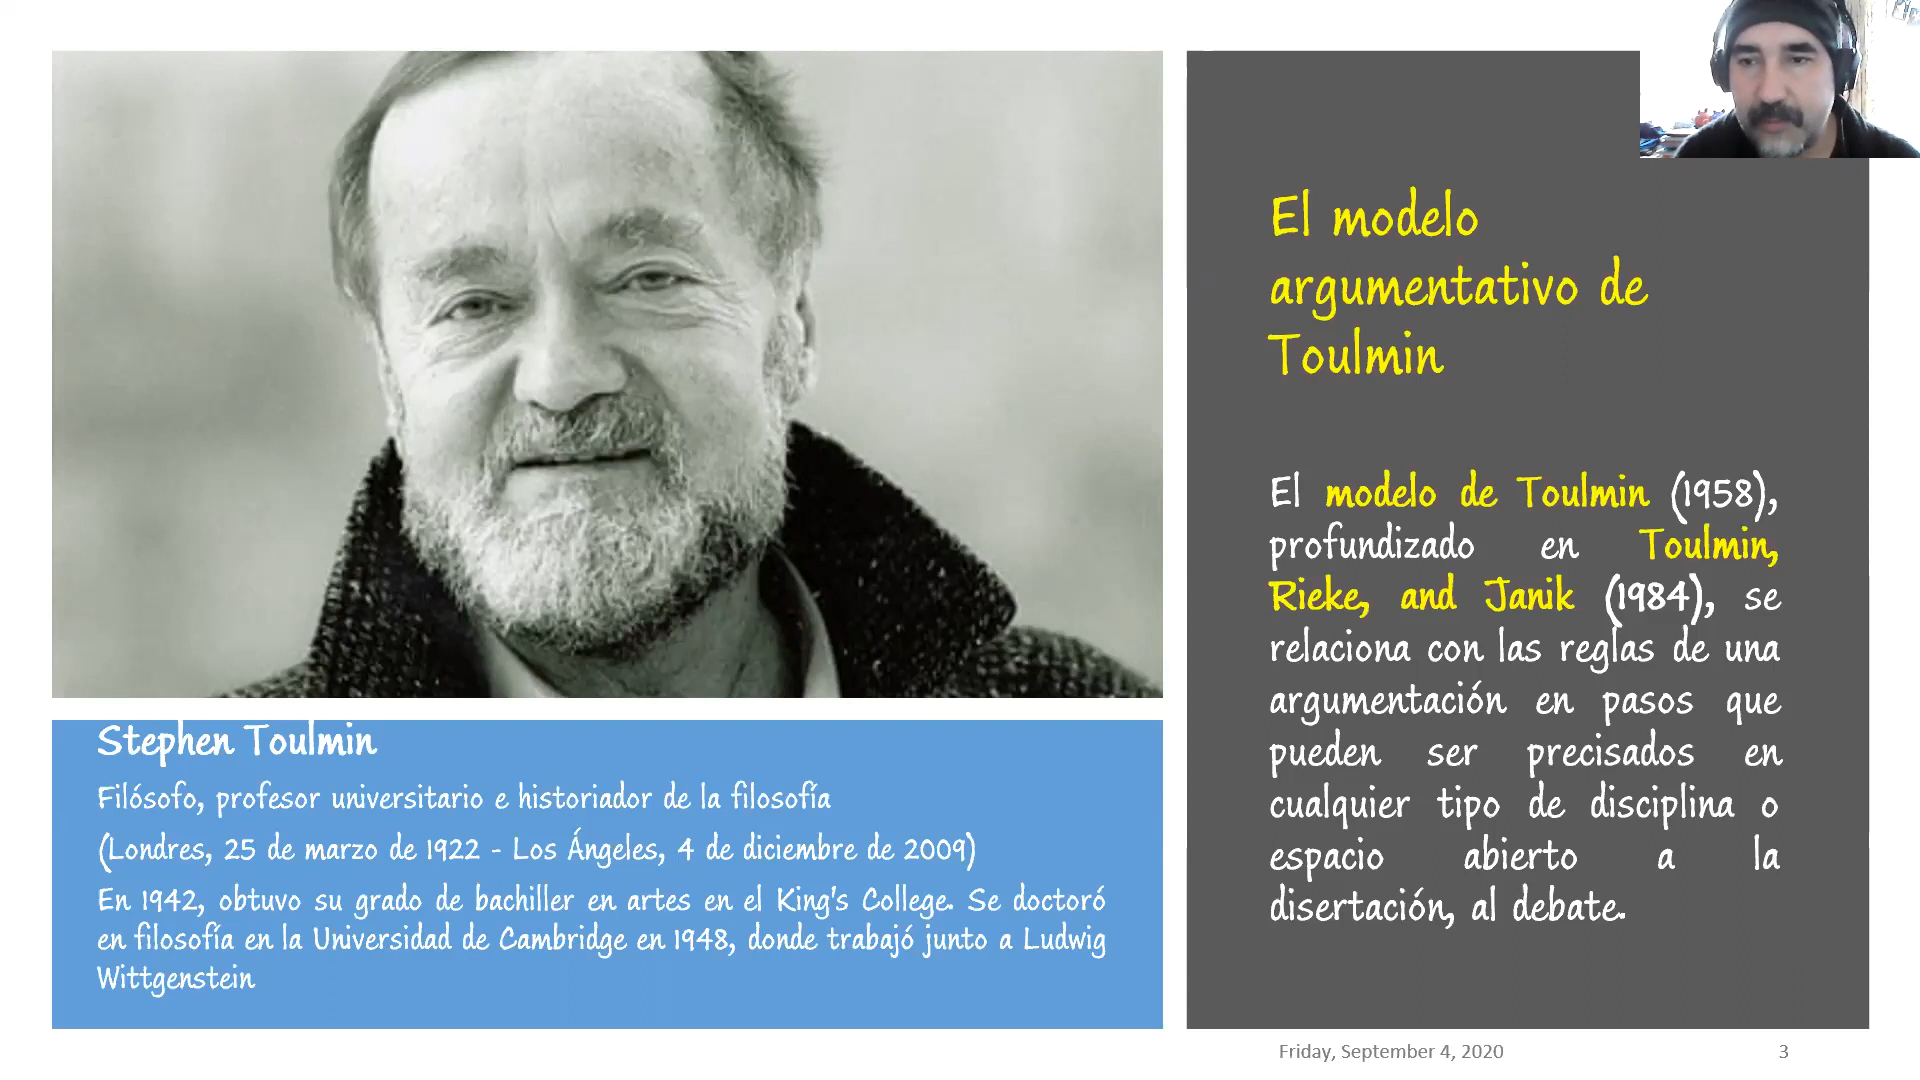 Stephen Toulmin
Filósofo, profesor universitario e historiador de la filosofía
(Londres, 25 de marzo de 1922 - Los Ángeles, 4 de diciembre de 2009)
En 1942, obtuvo su grado de bachiller en artes en el King's College. Se doctoró
en filosofía en la Universidad de Cambridge en 1948, donde trabajó junto a Ludwig
Wittgenstein
El modelo
argumentativo de
Toulmin
El modelo de Toulmin (1958),
profundizado en Toulmin,
Rieke, and Janik (1984), se
relaciona con las reglas de una
argumentación en pasos que
pueden ser precisados en
cualquier tipo de disciplina o
espacio abierto a la
disertación, al debate.
Friday, September 4, 2020
3